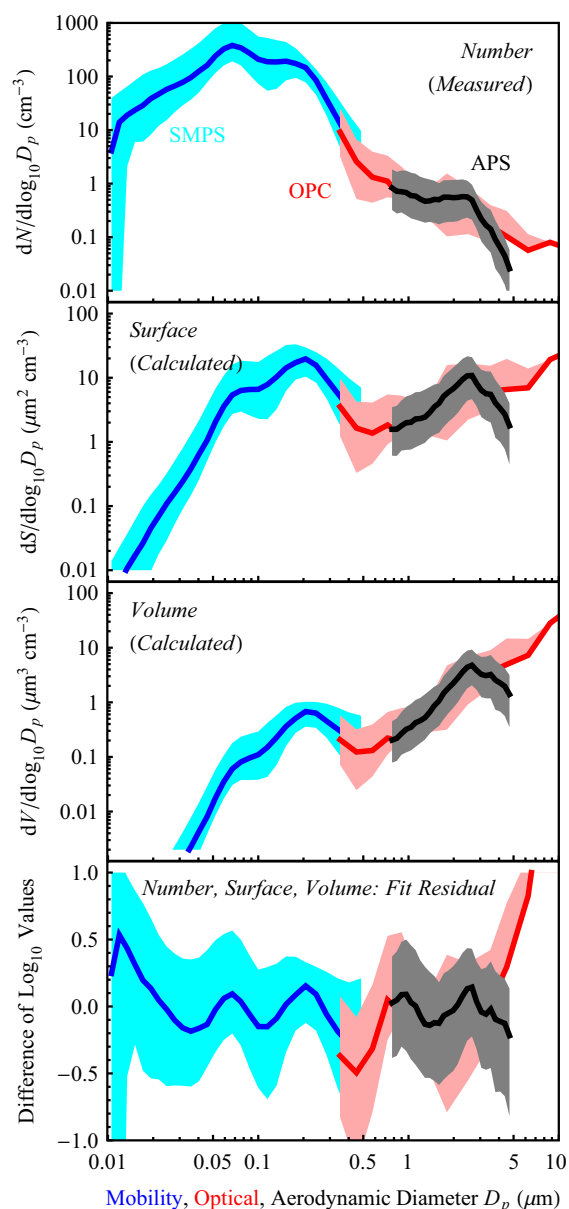 1000
100
10
1
0.1
0.01
dN/dlog₁₀Dₚ (cm⁻³)
Number
(Measured)
SMPS
OPC
APS
100
10
1
0.1
0.01
dS/dlog₁₀Dₚ (μm² cm⁻³)
Surface
(Calculated)
100
10
1
0.1
0.01
dV/dlog₁₀Dₚ (μm³ cm⁻³)
Volume
(Calculated)
1.0
0.5
0.0
−0.5
−1.0
Difference of Log₁₀ Values
Number, Surface, Volume: Fit Residual
0.01 0.05 0.1 0.5 1 5 10
Mobility, Optical, Aerodynamic Diameter Dₚ (μm)